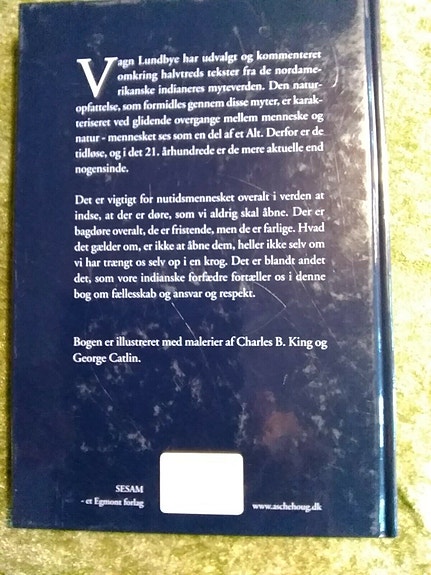 Vagn Lundbye har udvalgt og kommenteret
omkring halvtreds tekster fra de nordame-
rikanske indianeres myteverden. Den natur-
opfattelse, som formidles gennem disse myter, er karak-
teriseret ved glidende overgange mellem menneske og
natur - mennesket ses som en del af et Alt. Derfor er de
tidløse, og i det 21. århundrede er de mere aktuelle end
nogensinde.
Det er vigtigt for nutidsmennesket overalt i verden at
indse, at der er døre, som vi aldrig skal åbne. Der er
bagdøre overalt, de er fristende, men de er farlige. Hvad
det gælder om, er ikke at åbne dem, heller ikke selv om
vi har trængt os selv op i en krog. Det er blandt andet
det, som vore indianske forfædre fortæller os i denne
bog om fællesskab og ansvar og respekt.
Bogen er illustreret med malerier af Charles B. King og
George Catlin.
SESAM
- et Egmont forlag
www.aschehoug.dk